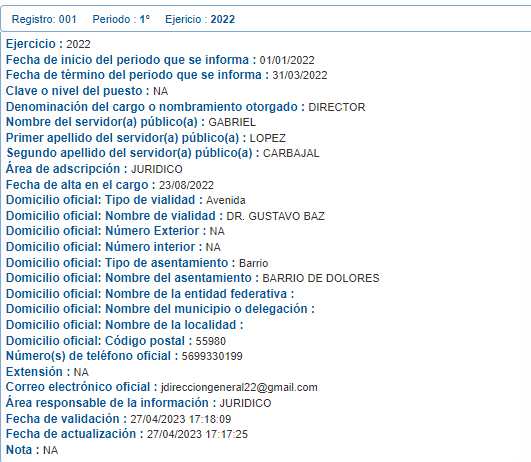 Registro: 001 Periodo : 1º Ejericio : 2022
Ejercicio : 2022
Fecha de inicio del periodo que se informa : 01/01/2022
Fecha de término del periodo que se informa : 31/03/2022
Clave o nivel del puesto : NA
Denominación del cargo o nombramiento otorgado : DIRECTOR
Nombre del servidor(a) público(a) : GABRIEL
Primer apellido del servidor(a) público(a) : LOPEZ
Segundo apellido del servidor(a) público(a) : CARBAJAL
Área de adscripción : JURIDICO
Fecha de alta en el cargo : 23/08/2022
Domicilio oficial: Tipo de vialidad : Avenida
Domicilio oficial: Nombre de vialidad : DR. GUSTAVO BAZ
Domicilio oficial: Número Exterior : NA
Domicilio oficial: Número interior : NA
Domicilio oficial: Tipo de asentamiento : Barrio
Domicilio oficial: Nombre del asentamiento : BARRIO DE DOLORES
Domicilio oficial: Nombre de la entidad federativa :
Domicilio oficial: Nombre del municipio o delegación :
Domicilio oficial: Nombre de la localidad :
Domicilio oficial: Código postal : 55980
Número(s) de teléfono oficial : 5699330199
Extensión : NA
Correo electrónico oficial : jdirecciongeneral22@gmail.com
Área responsable de la información : JURIDICO
Fecha de validación : 27/04/2023 17:18:09
Fecha de actualización : 27/04/2023 17:17:25
Nota : NA